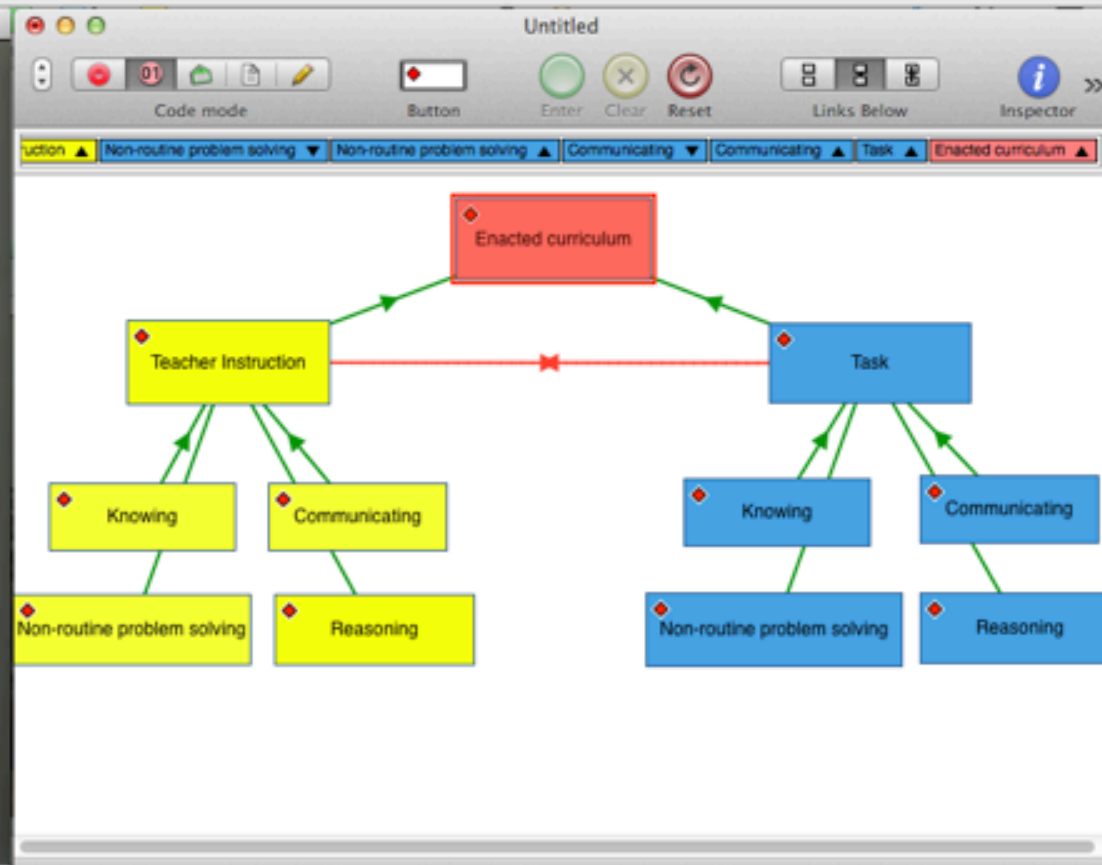 Untitled
01
Code mode
Button
Enter
Clear
Reset
Links Below
i
Inspector
uction ▲ Non-routine problem solving ▼ Non-routine problem solving ▲ Communicating ▼ Communicating ▲ Task ▲ Enacted curriculum ▲
Enacted curriculum
Teacher Instruction
Task
Knowing
Communicating
Knowing
Communicating
Non-routine problem solving
Reasoning
Non-routine problem solving
Reasoning